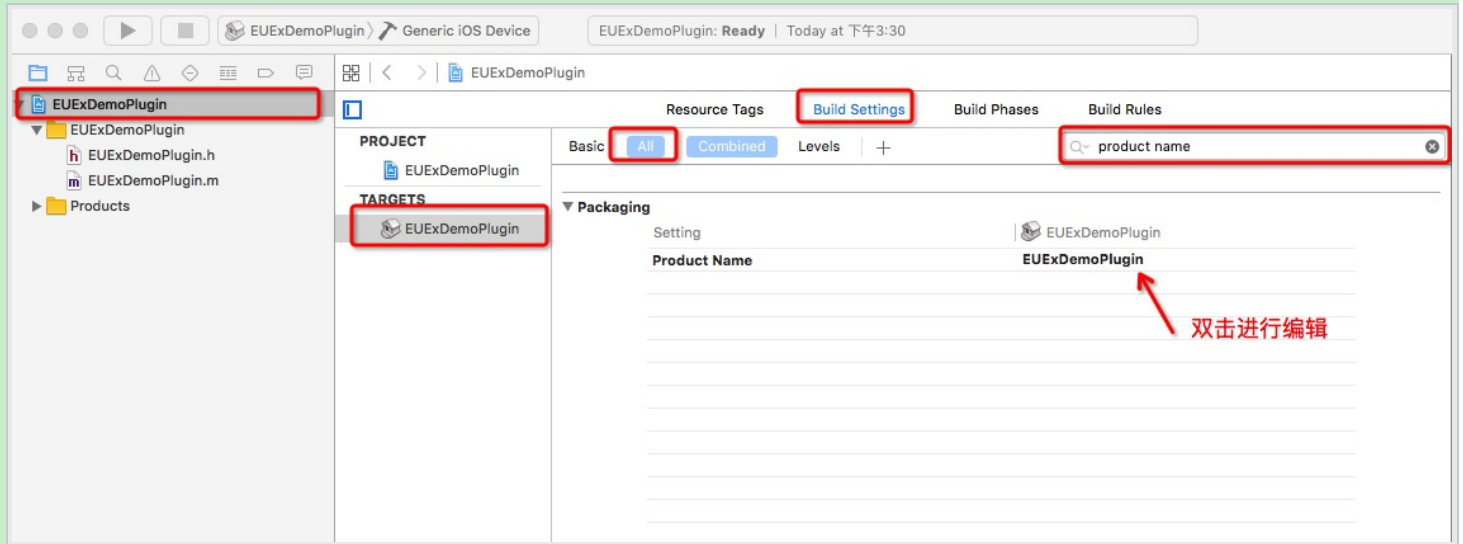 EUExDemoPlugin 〉 Generic iOS Device
EUExDemoPlugin: Ready | Today at 下午3:30
EUExDemoPlugin
EUExDemoPlugin
EUExDemoPlugin
h EUExDemoPlugin.h
m EUExDemoPlugin.m
Products
Resource Tags Build Settings Build Phases Build Rules
PROJECT
EUExDemoPlugin
TARGETS
EUExDemoPlugin
Basic All Combined Levels +
product name
Packaging
Setting EUExDemoPlugin
Product Name EUExDemoPlugin
双击进行编辑